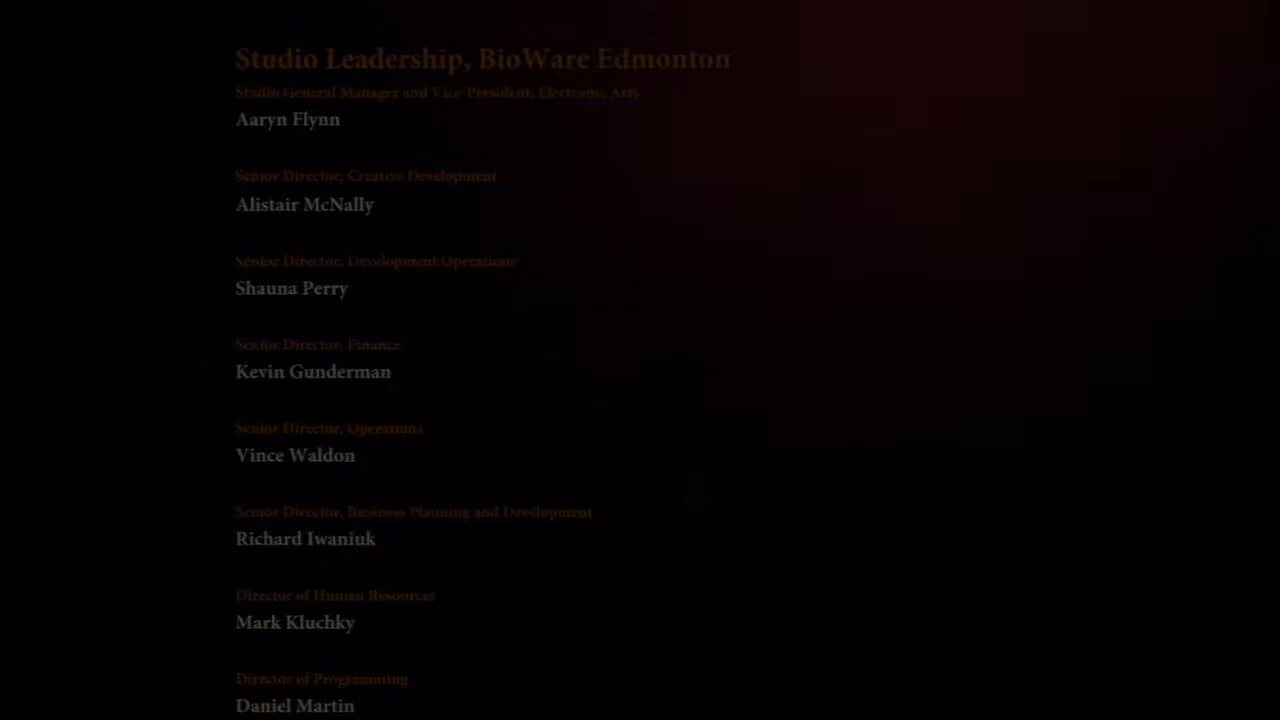 Studio Leadership, BioWare Edmonton
Studio General Manager and Vice-President, Electronic Arts
Aaryn Flynn
Senior Director, Creative Development
Alistair McNally
Senior Director, Development Operations
Shauna Perry
Senior Director, Finance
Kevin Gunderman
Senior Director, Operations
Vince Waldon
Senior Director, Business Planning and Development
Richard Iwaniuk
Director of Human Resources
Mark Kluchky
Director of Programming
Daniel Martin